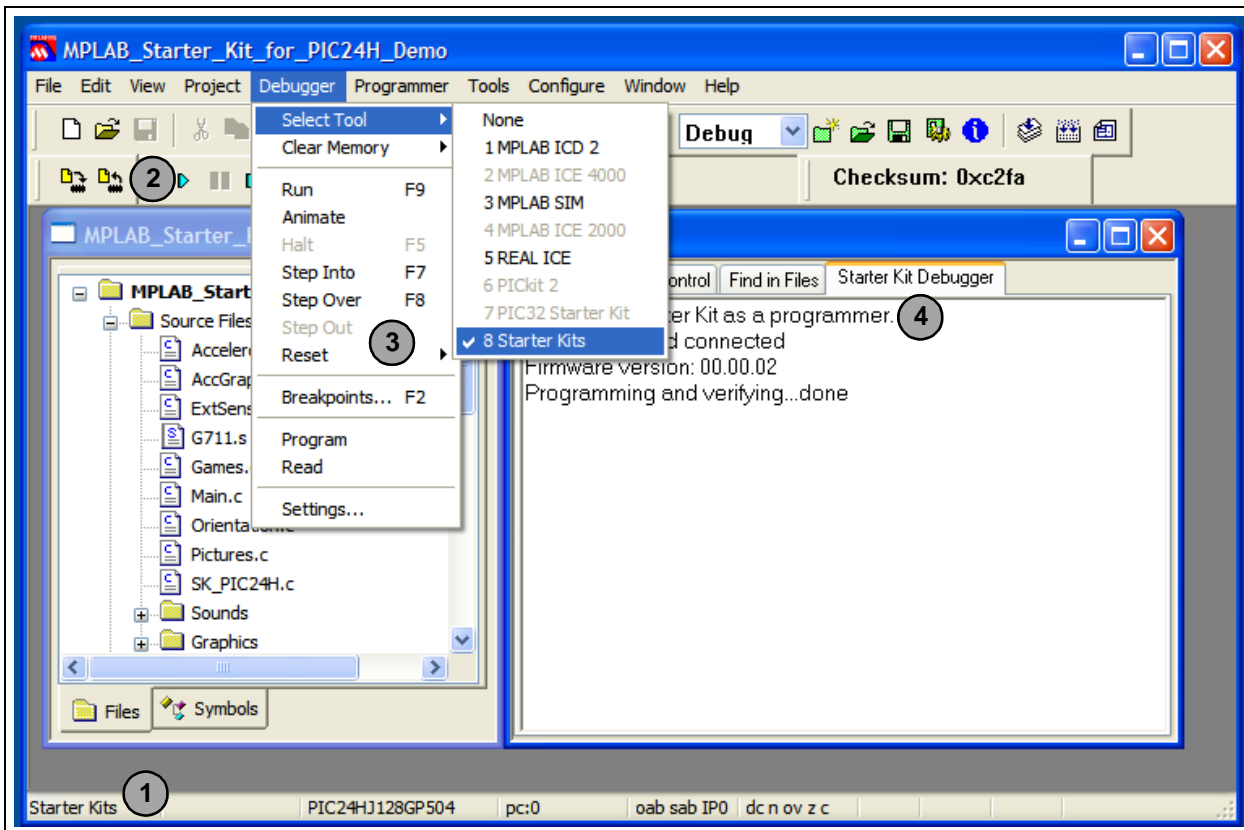 MPLAB_Starter_Kit_for_PIC24H_Demo
File Edit View Project Debugger Programmer Tools Configure Window Help
Debug
2
Checksum: 0xc2fa
Select Tool
Clear Memory
Run F9
Animate
Halt F5
Step Into F7
Step Over F8
Step Out
3
Reset
Breakpoints... F2
Program
Read
Settings...
None
1 MPLAB ICD 2
2 MPLAB ICE 4000
3 MPLAB SIM
4 MPLAB ICE 2000
5 REAL ICE
6 PICkit 2
7 PIC32 Starter Kit
8 Starter Kits
MPLAB_Starter_
MPLAB_Start
Source Files
Acceler
AccGrap
ExtSens
G711.s
Games.
Main.c
Orienta
Pictures.c
SK_PIC24H.c
Sounds
Graphics
Files Symbols
ontrol Find in Files Starter Kit Debugger
er Kit as a programmer.
4
d connected
Firmware version: 00.00.02
Programming and verifying...done
Starter Kits
1
PIC24HJ128GP504 pc:0 oab sab IP0 dc n ov z c